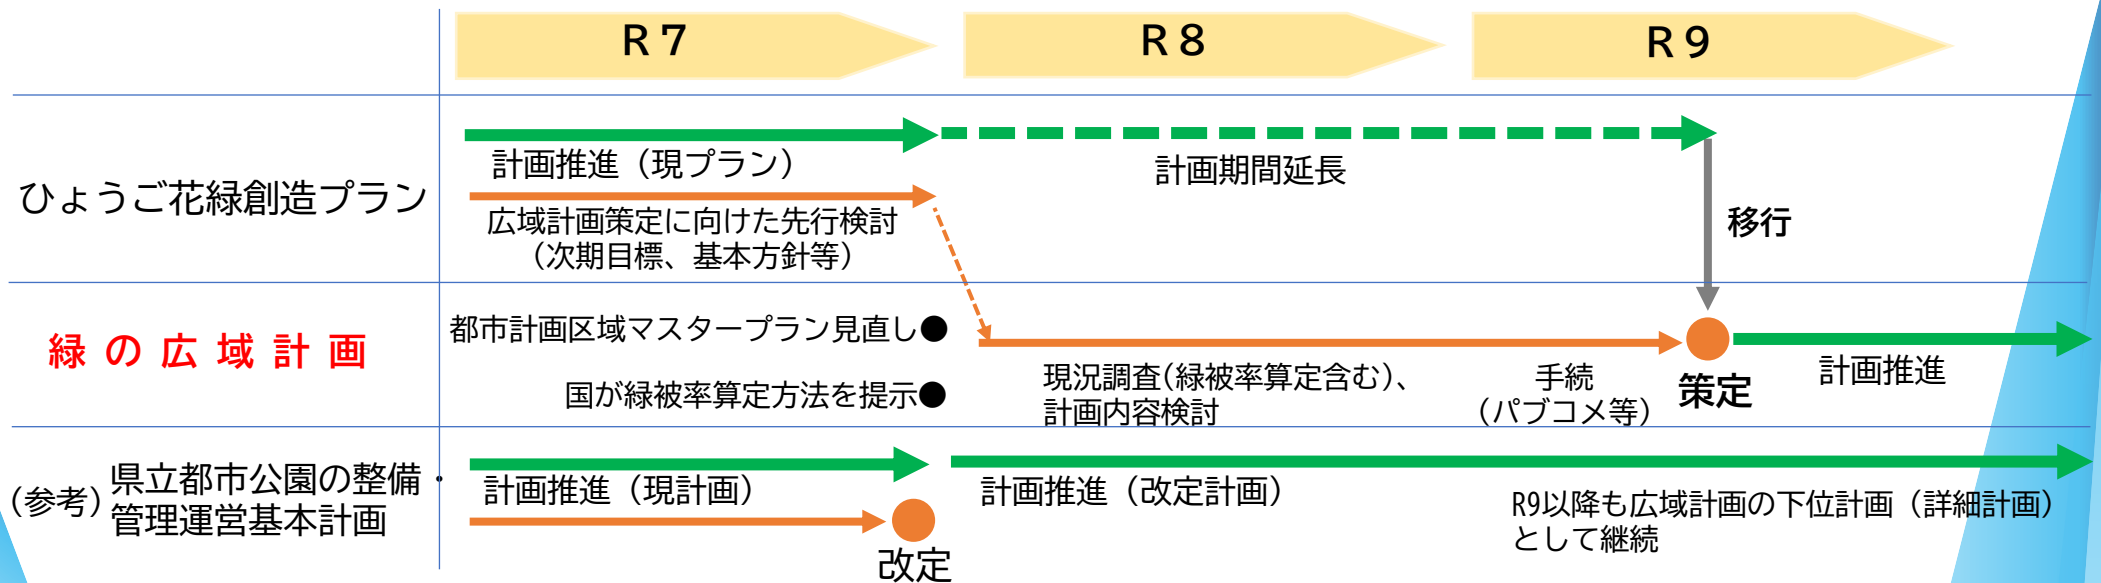 R7
R8
R9
ひょうご花緑創造プラン
計画推進(現プラン)
広域計画策定に向けた先行検討
(次期目標、基本方針等)
計画期間延長
移行
緑の広域計画
都市計画区域マスタープラン見直し●
国が緑被率算定方法を提示●
現況調査(緑被率算定含む)、
計画内容検討
手続
(パブコメ等)
策定
計画推進
(参考)
県立都市公園の整備・
管理運営基本計画
計画推進(現計画)
改定
計画推進(改定計画)
R9以降も広域計画の下位計画(詳細計画)
として継続